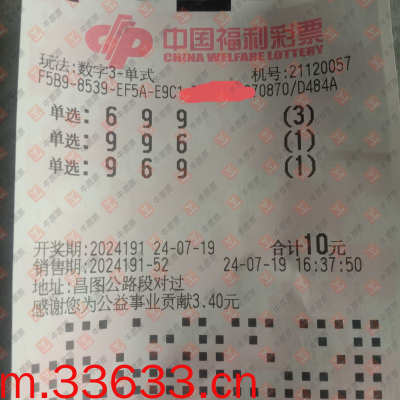 中国福利彩票
CHINA WELFARE LOTTERY
玩法:数字3-单式 机号:21120057
F5B9-8539-EF5A-E9C1 070870/D484A
单选: 6 9 9 (3)
单选: 9 9 6 (1)
单选: 9 6 9 (1)
开奖期:2024191 24-07-19 合计10元
销售期:2024191-52 24-07-19 16:37:50
地址:昌图公路段对过
感谢您为公益事业贡献3.40元
m.33633.cn